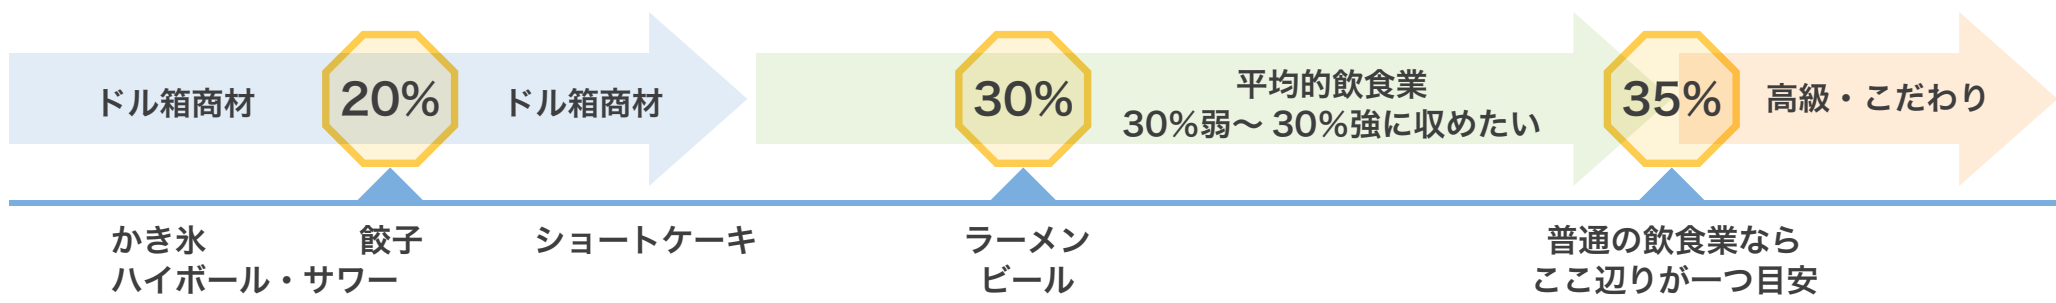 ドル箱商材
20%
ドル箱商材
30%
平均的飲食業
30%弱〜 30%強に収めたい
35%
高級・こだわり
かき氷
ハイボール・サワー
餃子
ショートケーキ
ラーメン
ビール
普通の飲食業なら
ここ辺りが一つ目安